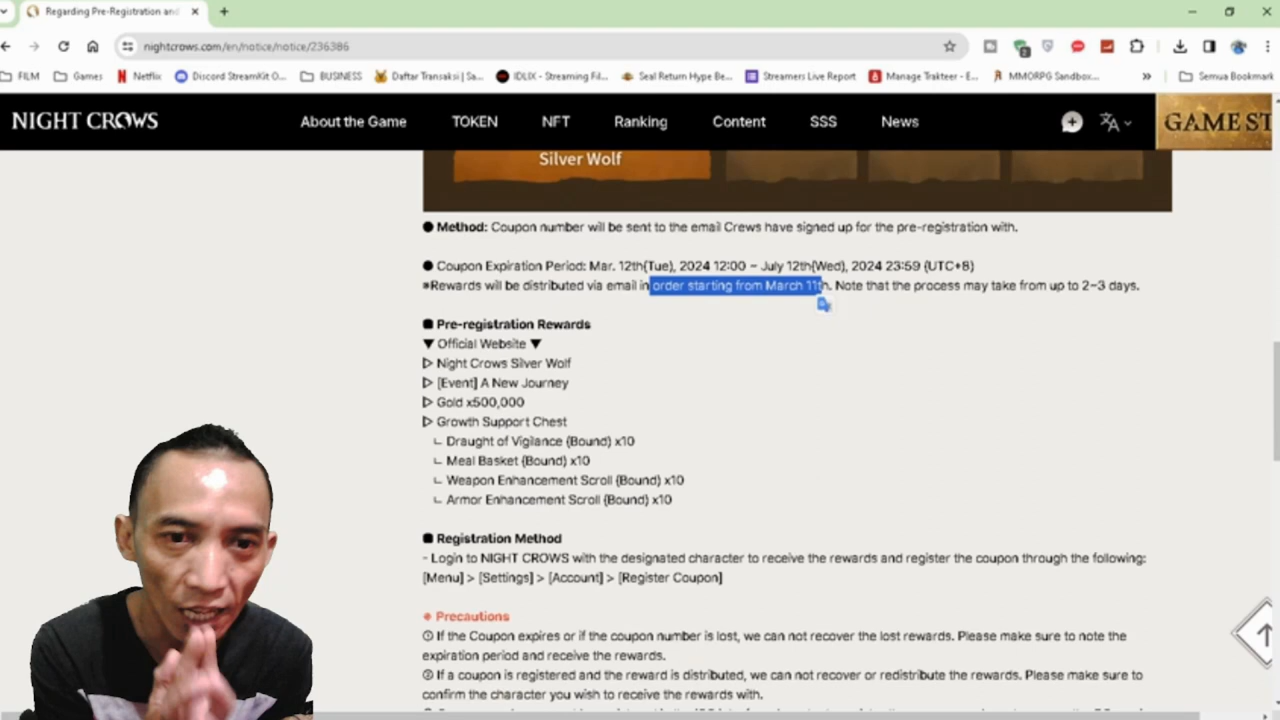 Regarding Pre-Registration and
nightcrows.com/en/notice/notice/236386
FILM
Games
Netflix
Discord StreamKit O...
BUSINESS
Daftar Transaksi | Sa...
IDLIX - Streaming Fil...
Seal Return Hype Be...
Streamers Live Report
Manage Trakteer - E...
MMORPG Sandbox...
Semua Bookmark
NIGHT CROWS
About the Game
TOKEN
NFT
Ranking
Content
SSS
News
GAME ST
Silver Wolf
● Method: Coupon number will be sent to the email Crews have signed up for the pre-registration with.
● Coupon Expiration Period: Mar. 12th(Tue), 2024 12:00 – July 12th(Wed), 2024 23:59 (UTC+8)
※Rewards will be distributed via email in order starting from March 11th. Note that the process may take from up to 2~3 days.
■ Pre-registration Rewards
▼ Official Website ▼
▷ Night Crows Silver Wolf
▷ [Event] A New Journey
▷ Gold x500,000
▷ Growth Support Chest
ㄴ Draught of Vigilance (Bound) x10
ㄴ Meal Basket (Bound) x10
ㄴ Weapon Enhancement Scroll (Bound) x10
ㄴ Armor Enhancement Scroll (Bound) x10
■ Registration Method
- Login to NIGHT CROWS with the designated character to receive the rewards and register the coupon through the following:
[Menu] > [Settings] > [Account] > [Register Coupon]
※ Precautions
① If the Coupon expires or if the coupon number is lost, we can not recover the lost rewards. Please make sure to note the
expiration period and receive the rewards.
② If a coupon is registered and the reward is distributed, we can not recover or redistribute the rewards. Please make sure to
confirm the character you wish to receive the rewards with.